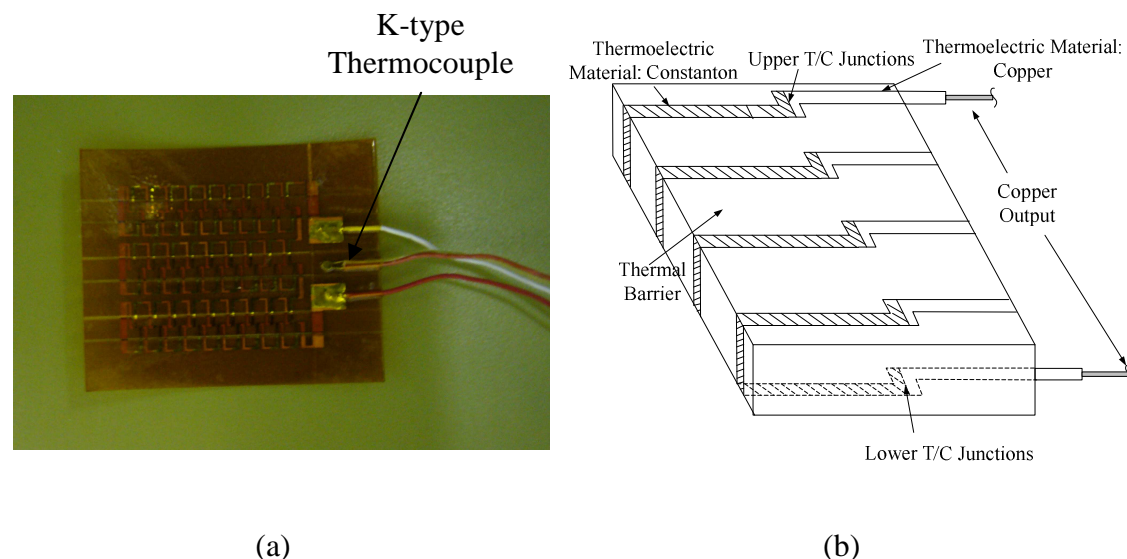 K-type
Thermocouple
Thermoelectric
Material: Constanton
Upper T/C Junctions
Thermoelectric Material:
Copper
Copper
Output
Thermal
Barrier
Lower T/C Junctions
(a)
(b)